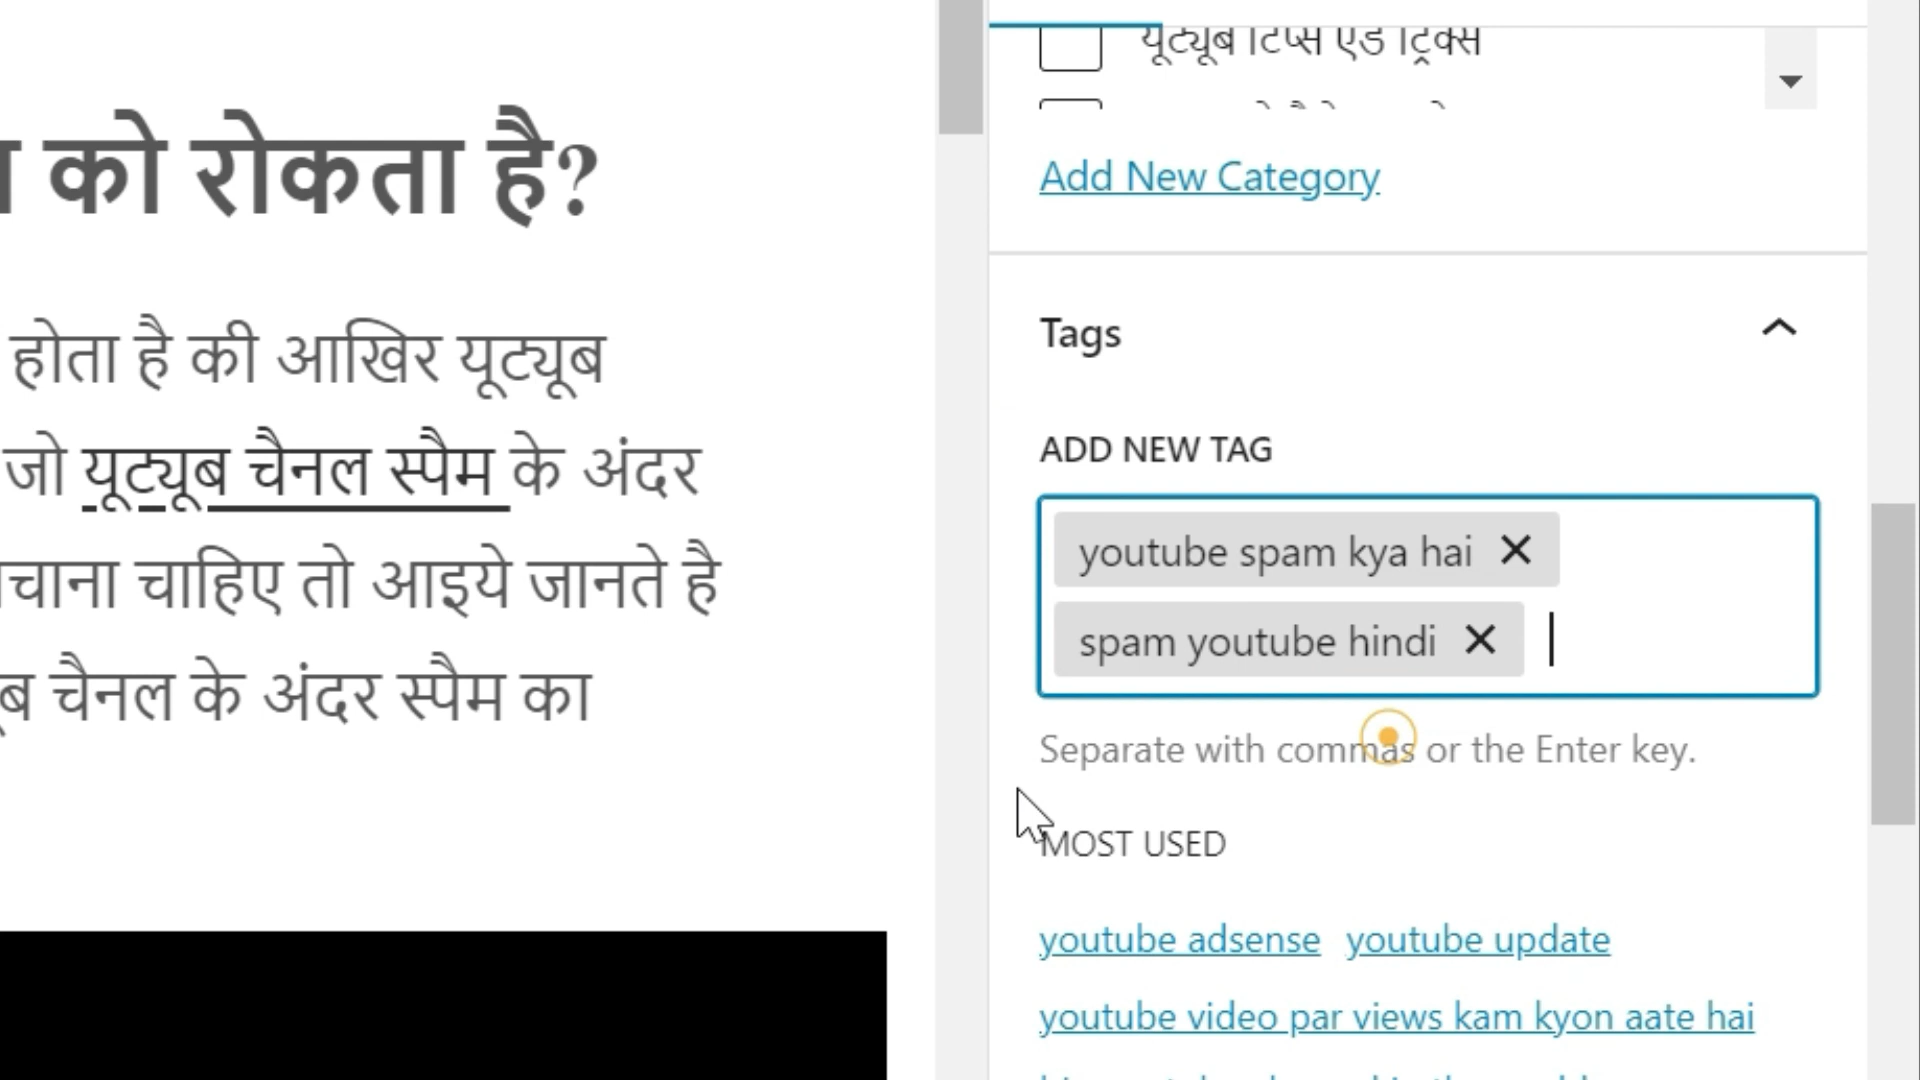 को रोकता है?
होता है की आखिर यूट्यूब
जो यूट्यूब चैनल स्पैम के अंदर
चाहिए तो आइये जानते है
चैनल के अंदर स्पैम का
यूट्यूब टिप्स एंड ट्रिक्स
Add New Category
Tags
ADD NEW TAG
youtube spam kya hai
spam youtube hindi
Separate with commas or the Enter key.
MOST USED
youtube adsense youtube update
youtube video par views kam kyon aate hai